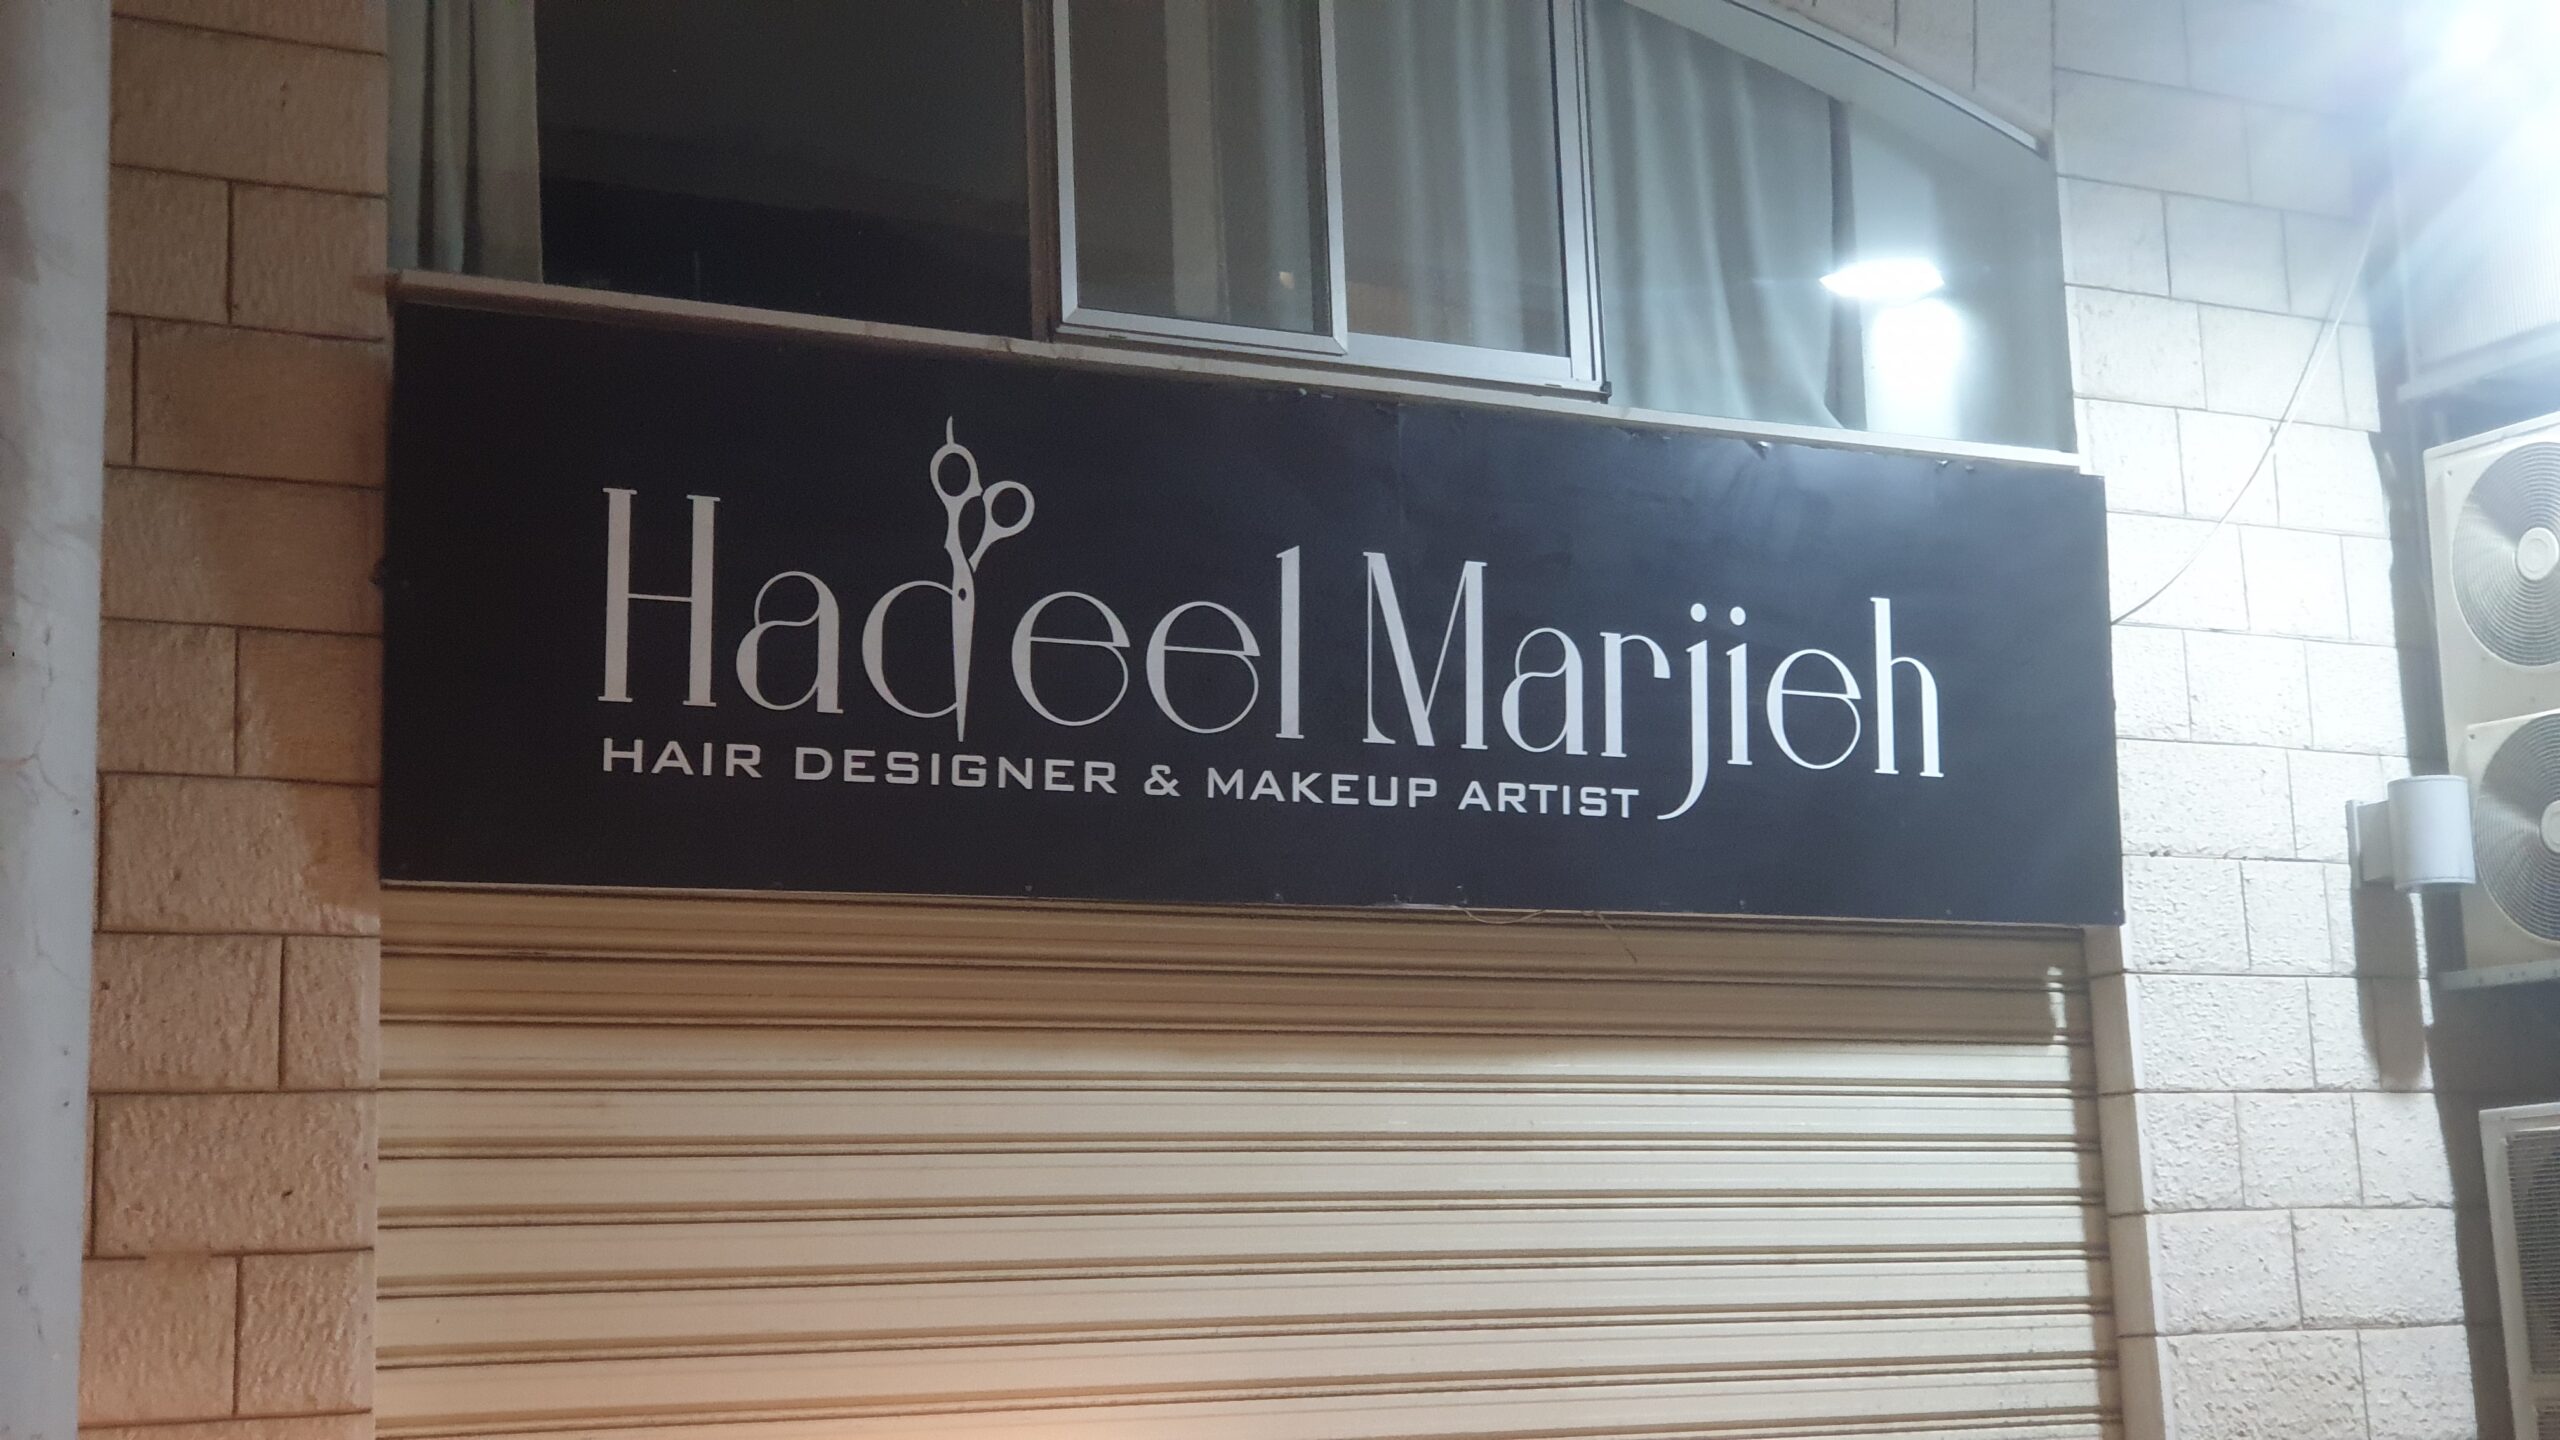 Hadeel Marjieh
HAIR DESIGNER & MAKEUP ARTIST